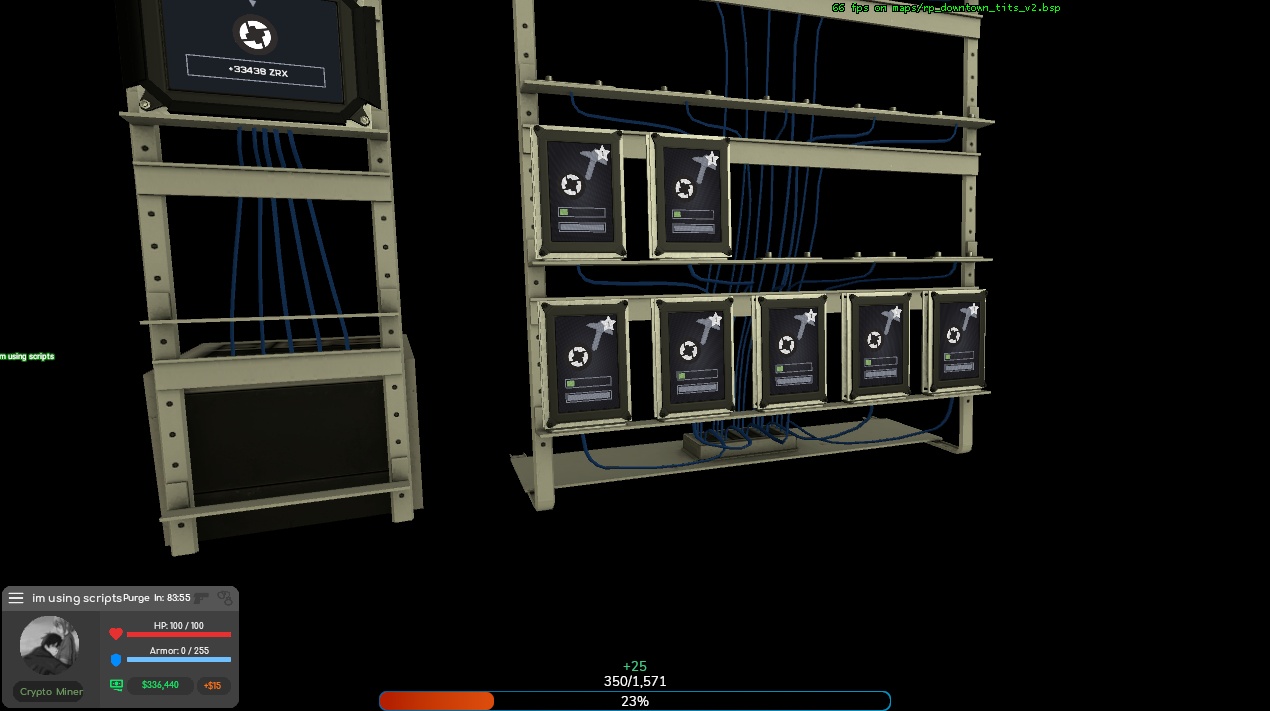 66 fps on maps/rp_downtown_tits_v2.bsp
+33438 ZRX
m using scripts
im using scripts Purge In: 83:55
HP: 100 / 100
Armor: 0 / 255
$336,440 +$15
Crypto Miner
+25
350/1,571
23%